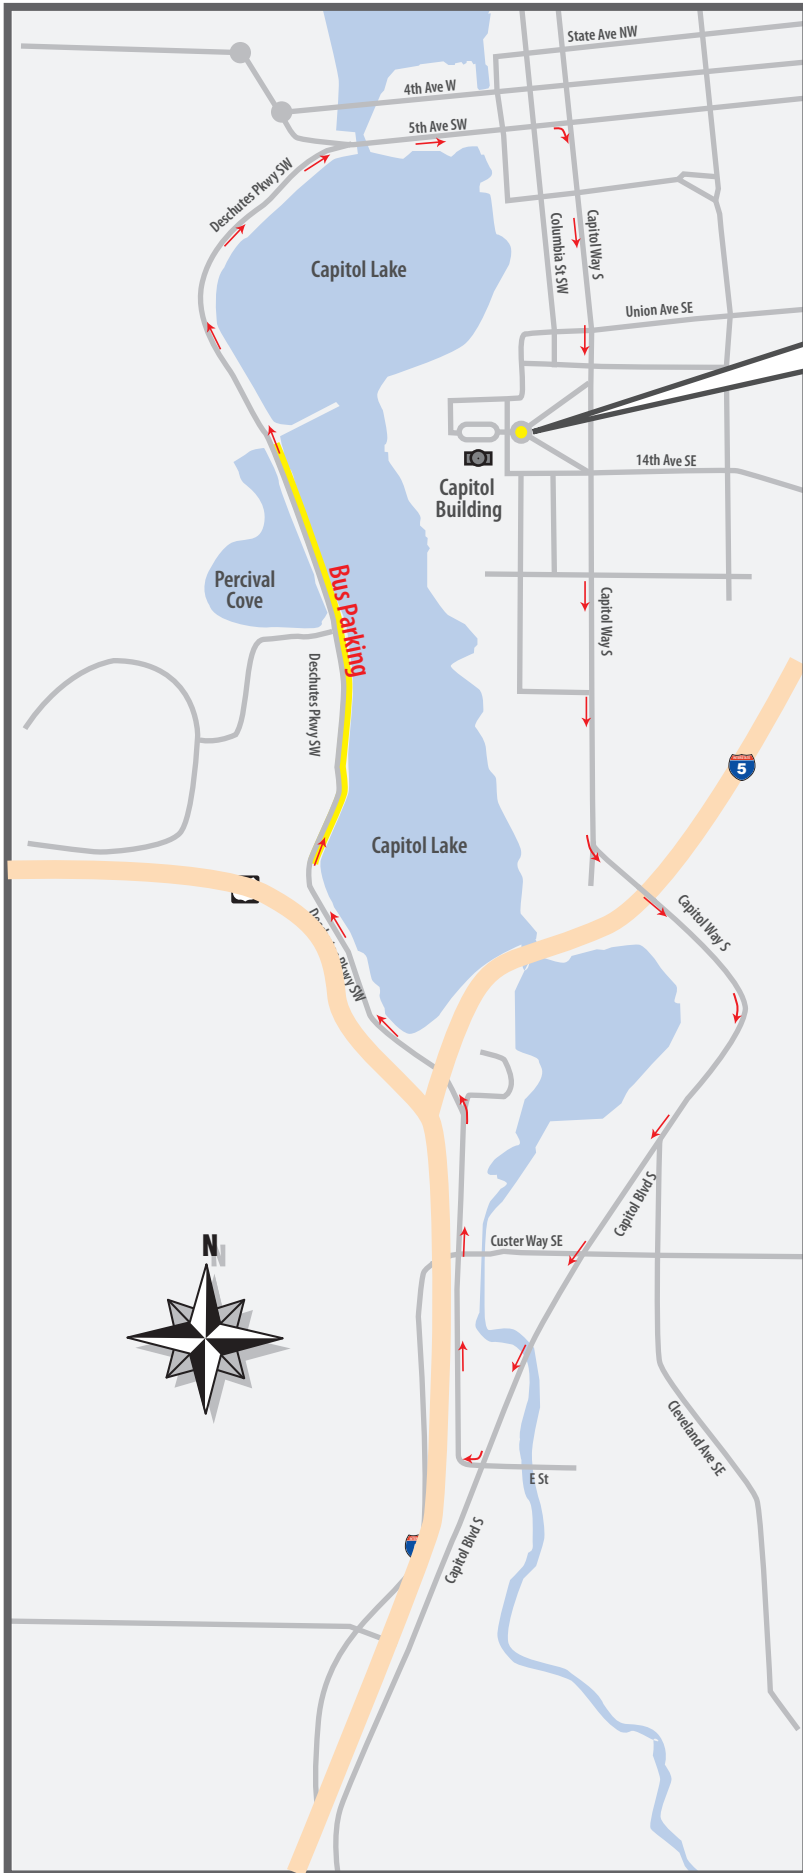 State Ave NW
4th Ave W
5th Ave SW
Deschutes Pkwy SW
Columbia St SW
Capitol Way S
Capitol Lake
Union Ave SE
14th Ave SE
Capitol
Building
Percival
Cove
Bus Parking
Capitol Way S
Deschutes Pkwy SW
5
Capitol Lake
Capitol Way S
Pkwy SW
Capitol Blvd S
N
Custer Way SE
Cleveland Ave SE
E St
Capitol Blvd S